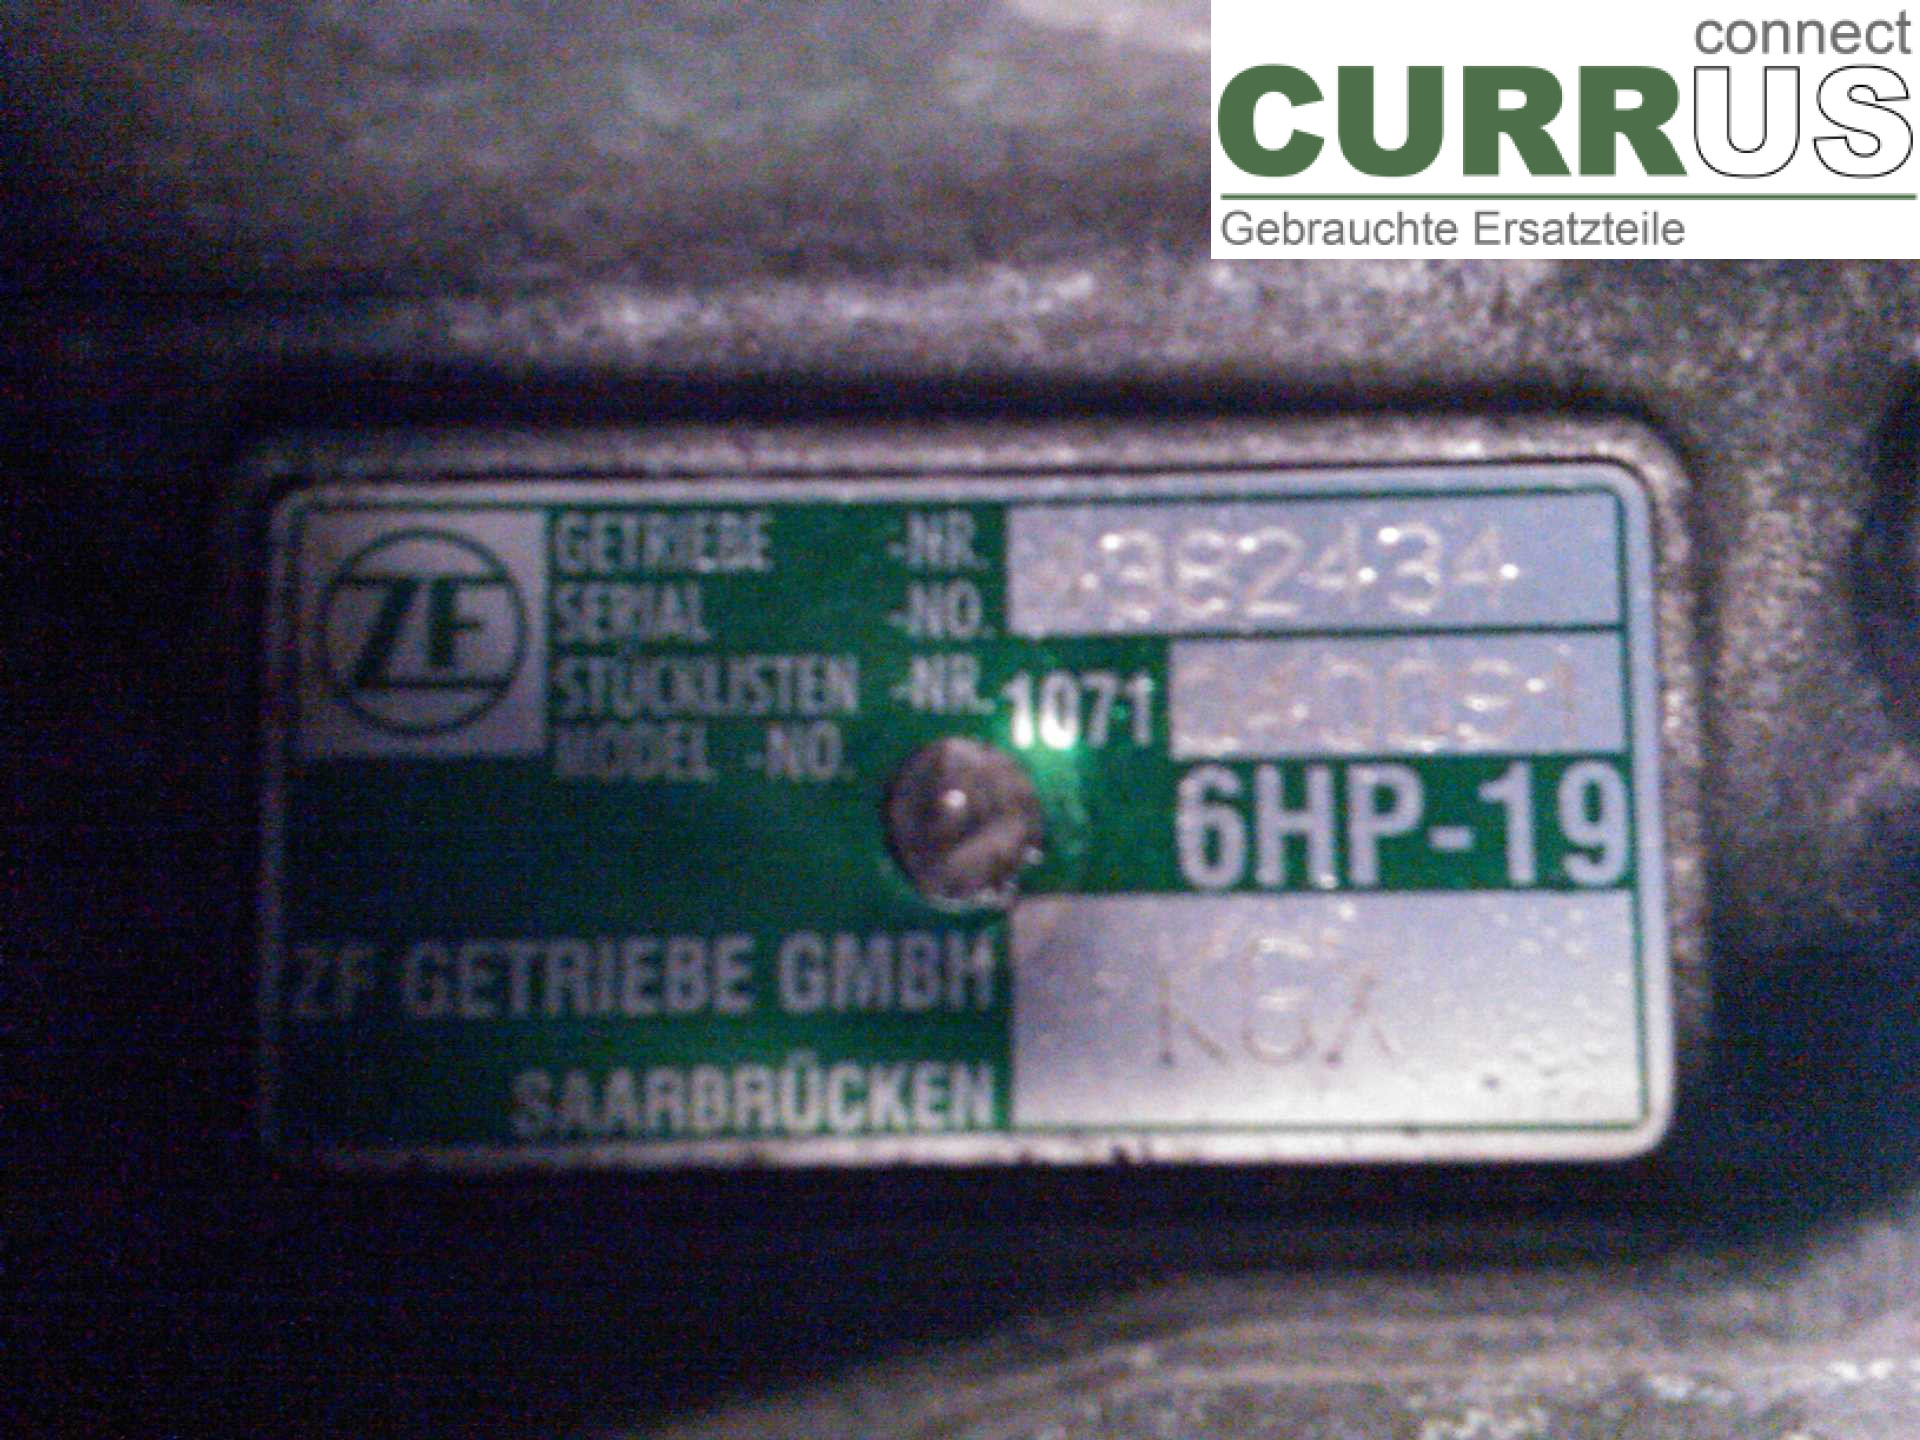 connect
CURRUS
Gebrauchte Ersatzteile
ZF
GETRIEBE -NR.
SERIAL -NO.
STÜCKLISTEN -NR. 1071
MODEL -NO.
6HP-19
ZF GETRIEBE GMBH
SAARBRÜCKEN
KGX